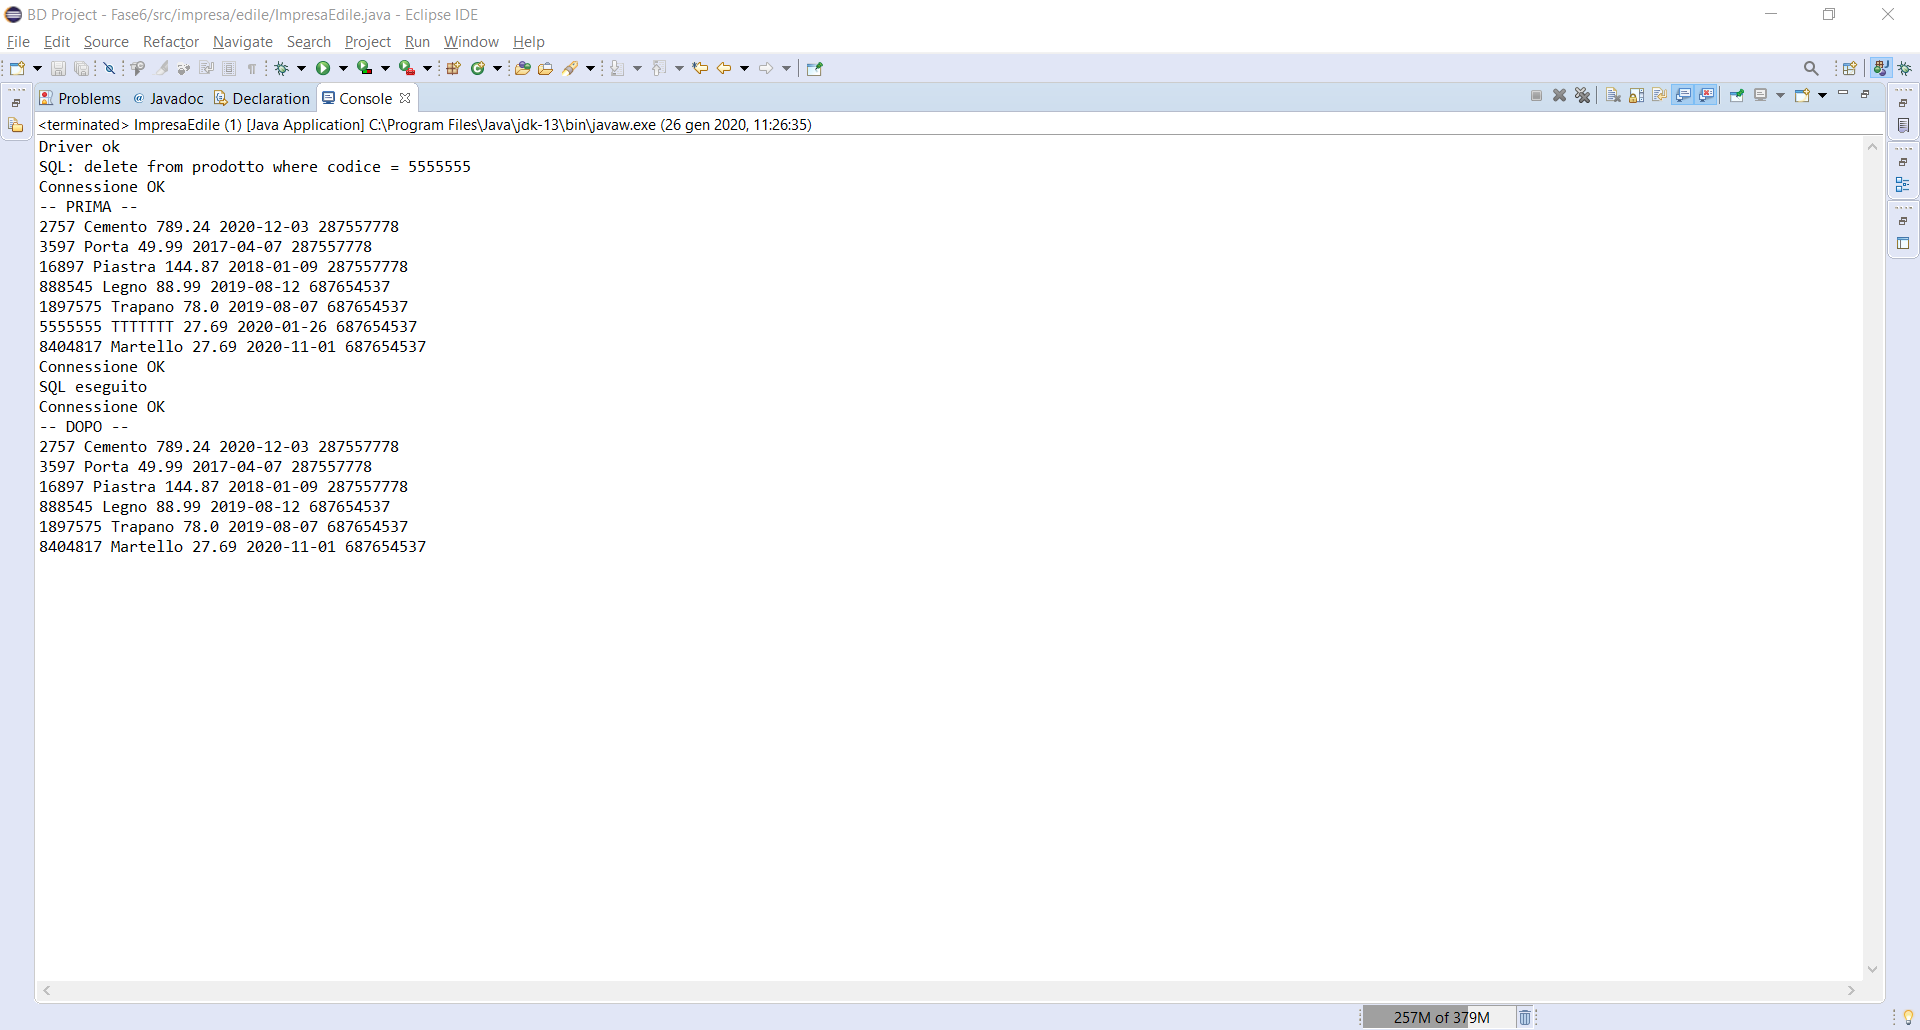 BD Project - Fase6/src/impresa/edile/ImpresaEdile.java - Eclipse IDE
File Edit Source Refactor Navigate Search Project Run Window Help
Problems @ Javadoc Declaration Console
<terminated> ImpresaEdile (1) [Java Application] C:\Program Files\Java\jdk-13\bin\javaw.exe (26 gen 2020, 11:26:35)
Driver ok
SQL: delete from prodotto where codice = 5555555
Connessione OK
-- PRIMA --
2757 Cemento 789.24 2020-12-03 287557778
3597 Porta 49.99 2017-04-07 287557778
16897 Piastra 144.87 2018-01-09 287557778
888545 Legno 88.99 2019-08-12 687654537
1897575 Trapano 78.0 2019-08-07 687654537
5555555 TTTTTTT 27.69 2020-01-26 687654537
8404817 Martello 27.69 2020-11-01 687654537
Connessione OK
SQL eseguito
Connessione OK
-- DOPO --
2757 Cemento 789.24 2020-12-03 287557778
3597 Porta 49.99 2017-04-07 287557778
16897 Piastra 144.87 2018-01-09 287557778
888545 Legno 88.99 2019-08-12 687654537
1897575 Trapano 78.0 2019-08-07 687654537
8404817 Martello 27.69 2020-11-01 687654537
257M of 379M